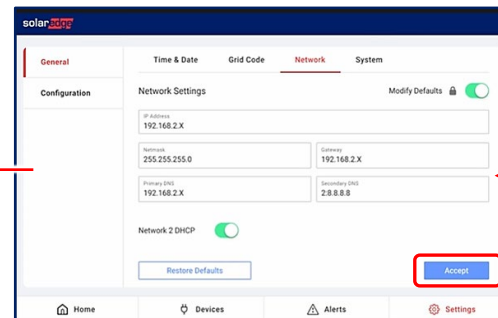 solaredge
General
Configuration
Time & Date Grid Code Network System
Network Settings Modify Defaults
IP Address
192.168.2.X
Netmask Gateway
255.255.255.0 192.168.2.X
Primary DNS Secondary DNS
192.168.2.X 2:8.8.8.8
Network 2 DHCP
Restore Defaults Accept
Home Devices Alerts Settings